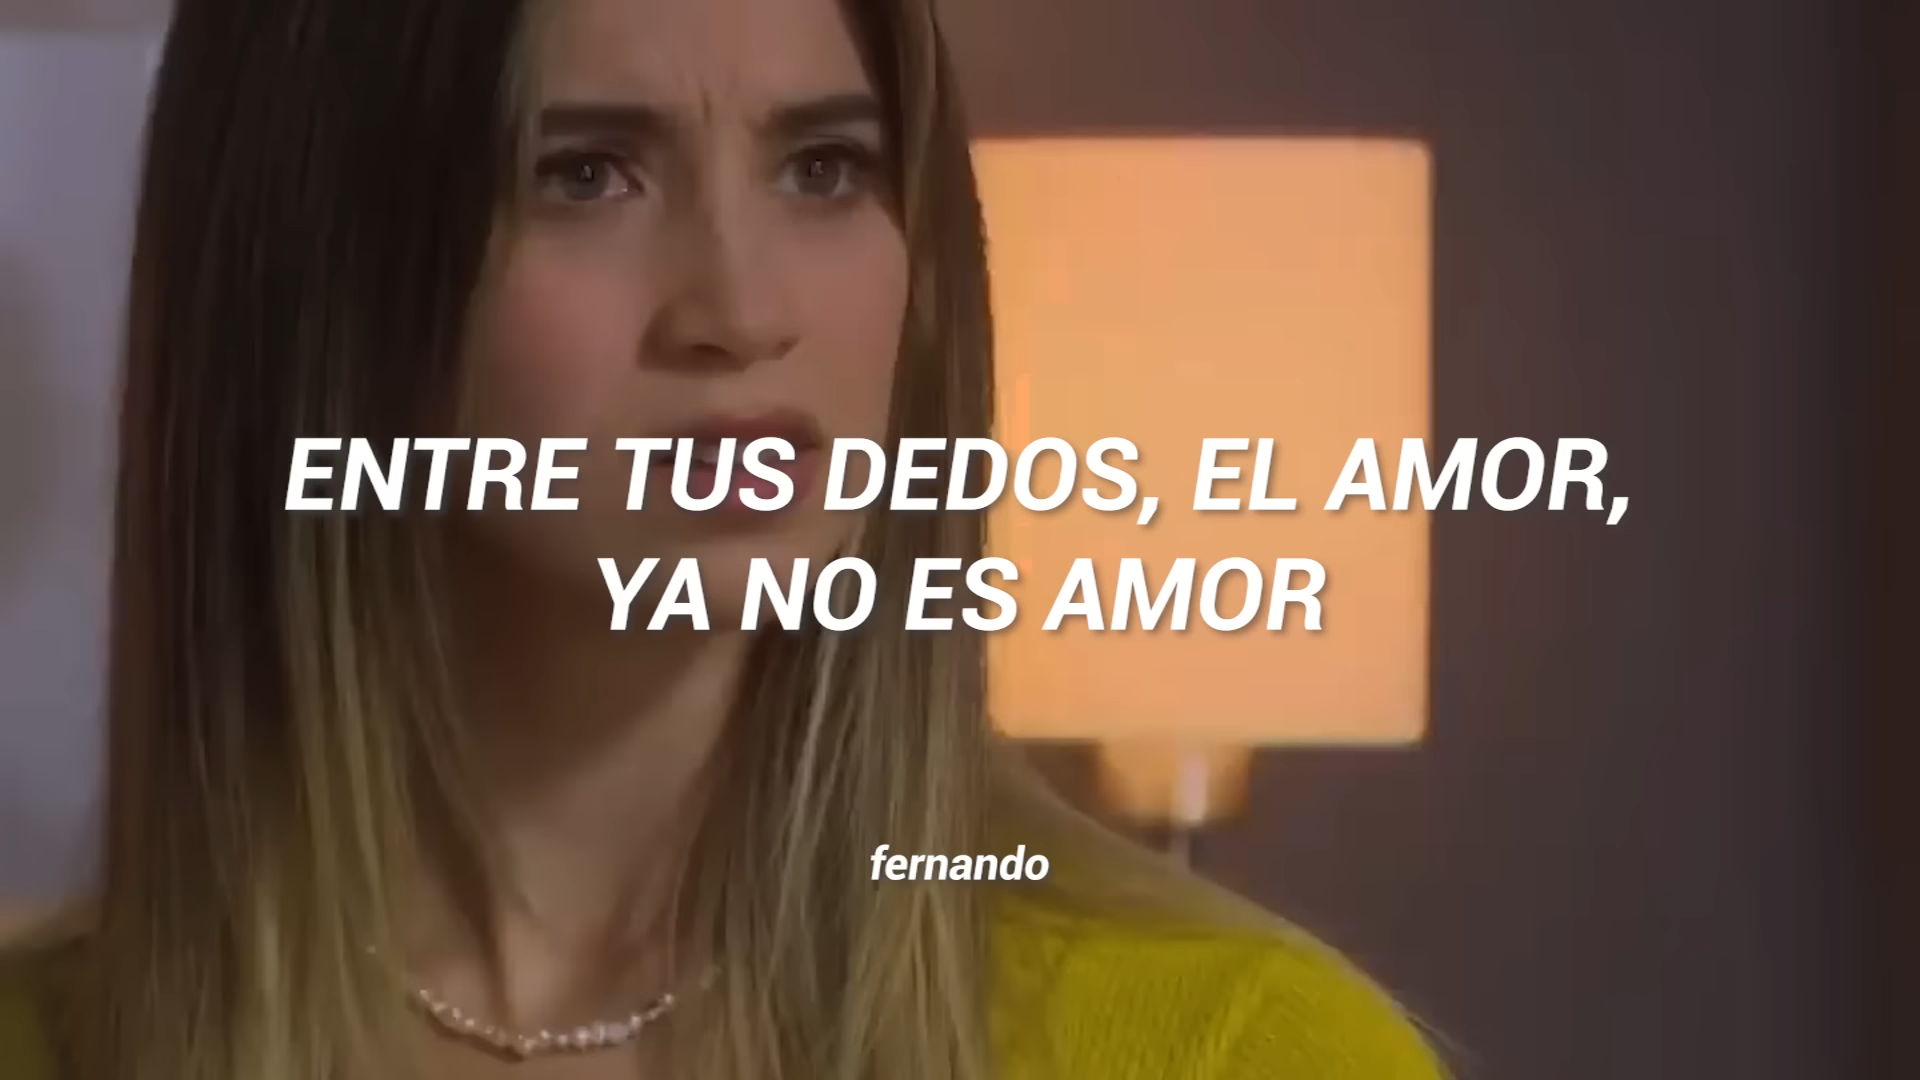 ENTRE TUS DEDOS, EL AMOR,
YA NO ES AMOR
fernando